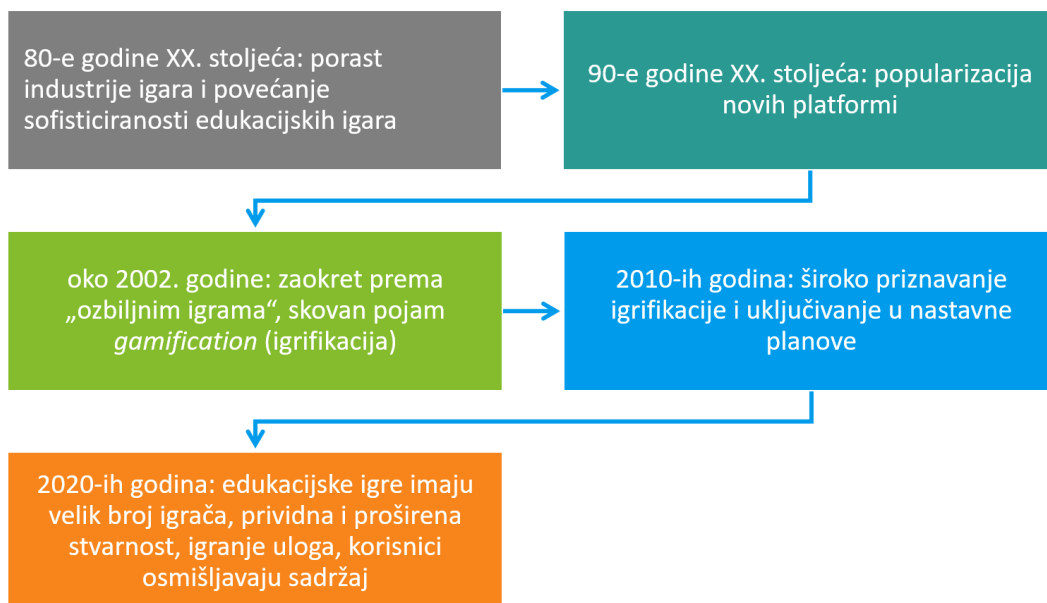 80-e godine XX. stoljeća: porast
industrije igara i povećanje
sofisticiranosti edukacijskih igara
90-e godine XX. stoljeća: popularizacija
novih platformi
oko 2002. godine: zaokret prema
„ozbiljnim igrama“, skovan pojam
gamification (igrifikacija)
2010-ih godina: široko priznavanje
igrifikacije i uključivanje u nastavne
planove
2020-ih godina: edukacijske igre imaju
velik broj igrača, prividna i proširena
stvarnost, igranje uloga, korisnici
osmišljavaju sadržaj